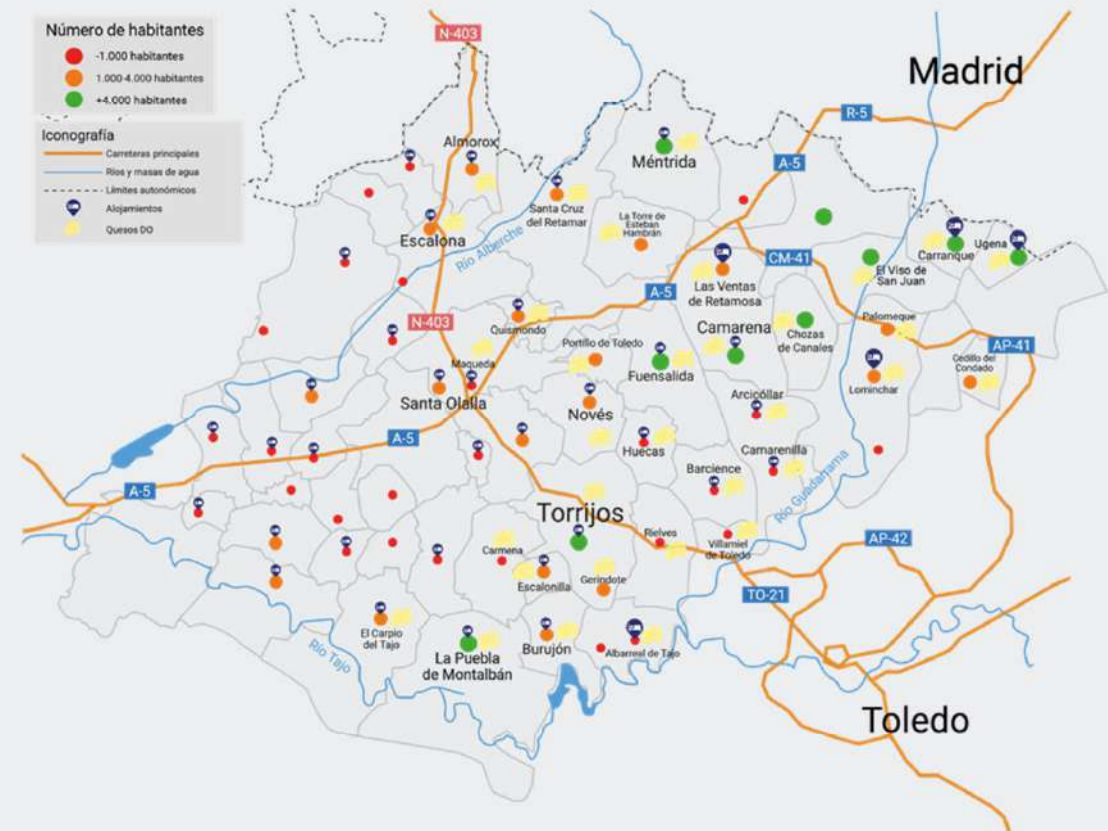 Número de habitantes
-1.000 habitantes
1.000-4.000 habitantes
+4.000 habitantes
Iconografía
Carreteras principales
Ríos y masas de agua
Límites autonómicos
Alojamientos
Quesos DO
N-403
Madrid
R-5
Almorox
Méntrida
A-5
Santa Cruz
del Retamar
La Torre de
Esteban
Hambrán
Escalona
Río Alberche
Carranque
Ugena
CM-41
El Viso de
San Juan
Las Ventas
de Retamosa
A-5
N-403
Quismondo
Camarena
Chozas
de Canales
Palomeque
AP-41
Portillo de Toledo
Maqueda
Fuensalida
Cedillo del
Condado
Lominchar
Santa Olalla
Novés
Arcicóllar
A-5
Huecas
Camarenilla
Barcience
Río Guadarrama
A-5
Torrijos
Rielves
Villamiel
de Toledo
AP-42
Carmena
Escalonilla
Gerindote
TO-21
El Carpio
del Tajo
Río Tajo
La Puebla
de Montalbán
Burujón
Albarreal de Tajo
Toledo